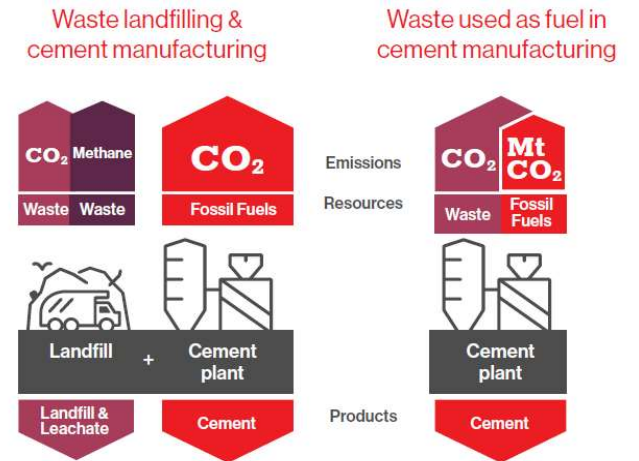 Waste landfilling &
cement manufacturing
Waste used as fuel in
cement manufacturing
CO₂
Methane
CO₂
Emissions
CO₂
Mt
CO₂
Waste
Waste
Fossil Fuels
Resources
Waste
Fossil
Fuels
Landfill
+
Cement
plant
Cement
plant
Landfill &
Leachate
Cement
Products
Cement